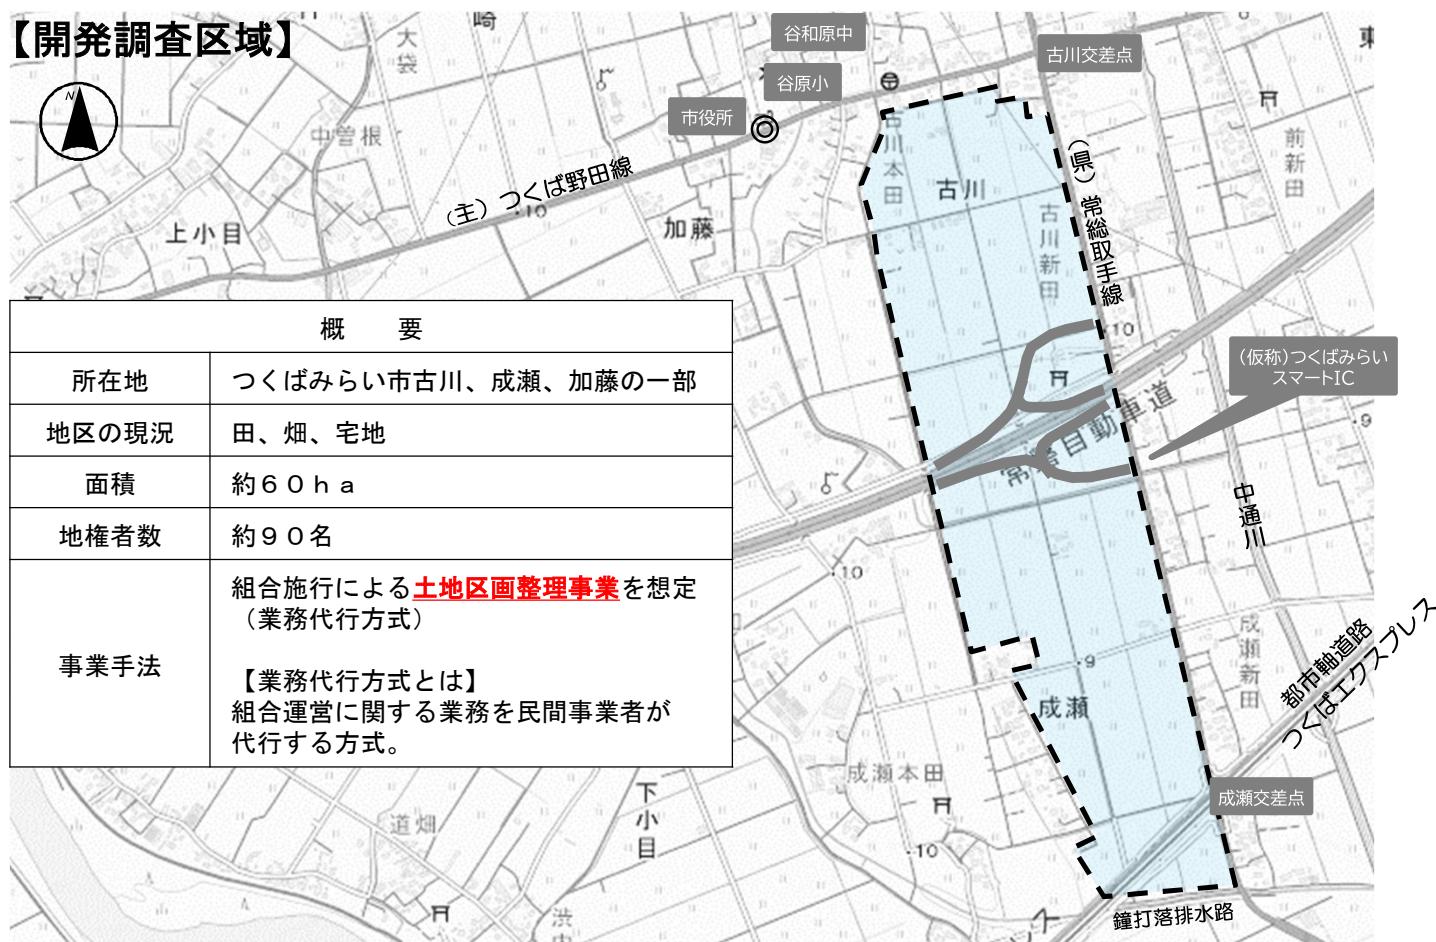 【開発調査区域】
N
崎
大袋
谷和原中
古川交差点
東
谷原小
市役所
中曽根
古川本田
前新田
(主)つくば野田線
・10
古川
(県)常総取手線
古川新田
上小目
加藤
概　要
所在地
つくばみらい市古川、成瀬、加藤の一部
地区の現況
田、畑、宅地
面積
約６０ｈａ
地権者数
約９０名
事業手法
組合施行による土地区画整理事業を想定
（業務代行方式）
【業務代行方式とは】
組合運営に関する業務を民間事業者が
代行する方式。
・10
(仮称)つくばみらい
スマートIC
常磐自動車道
・9
中通川
・10
・9
成瀬
成瀬新田
都市軸道路
つくばエクスプレス
成瀬本田
成瀬交差点
下小目
道畑
・10
鐘打落排水路